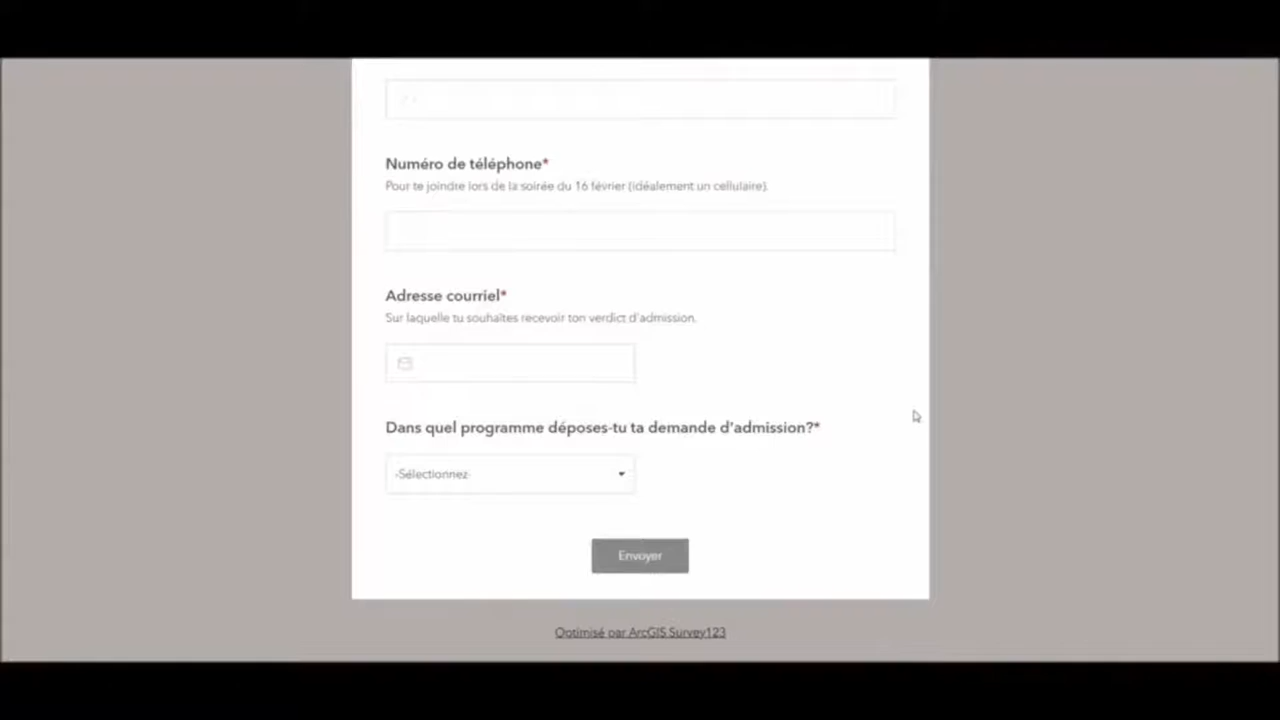 Numéro de téléphone*
Pour te joindre lors de la soirée du 16 février (idéalement un cellulaire).
Adresse courriel*
Sur laquelle tu souhaites recevoir ton verdict d'admission.
Dans quel programme déposes-tu ta demande d'admission?*
-Sélectionnez-
Envoyer
Optimisé par ArcGIS Survey123